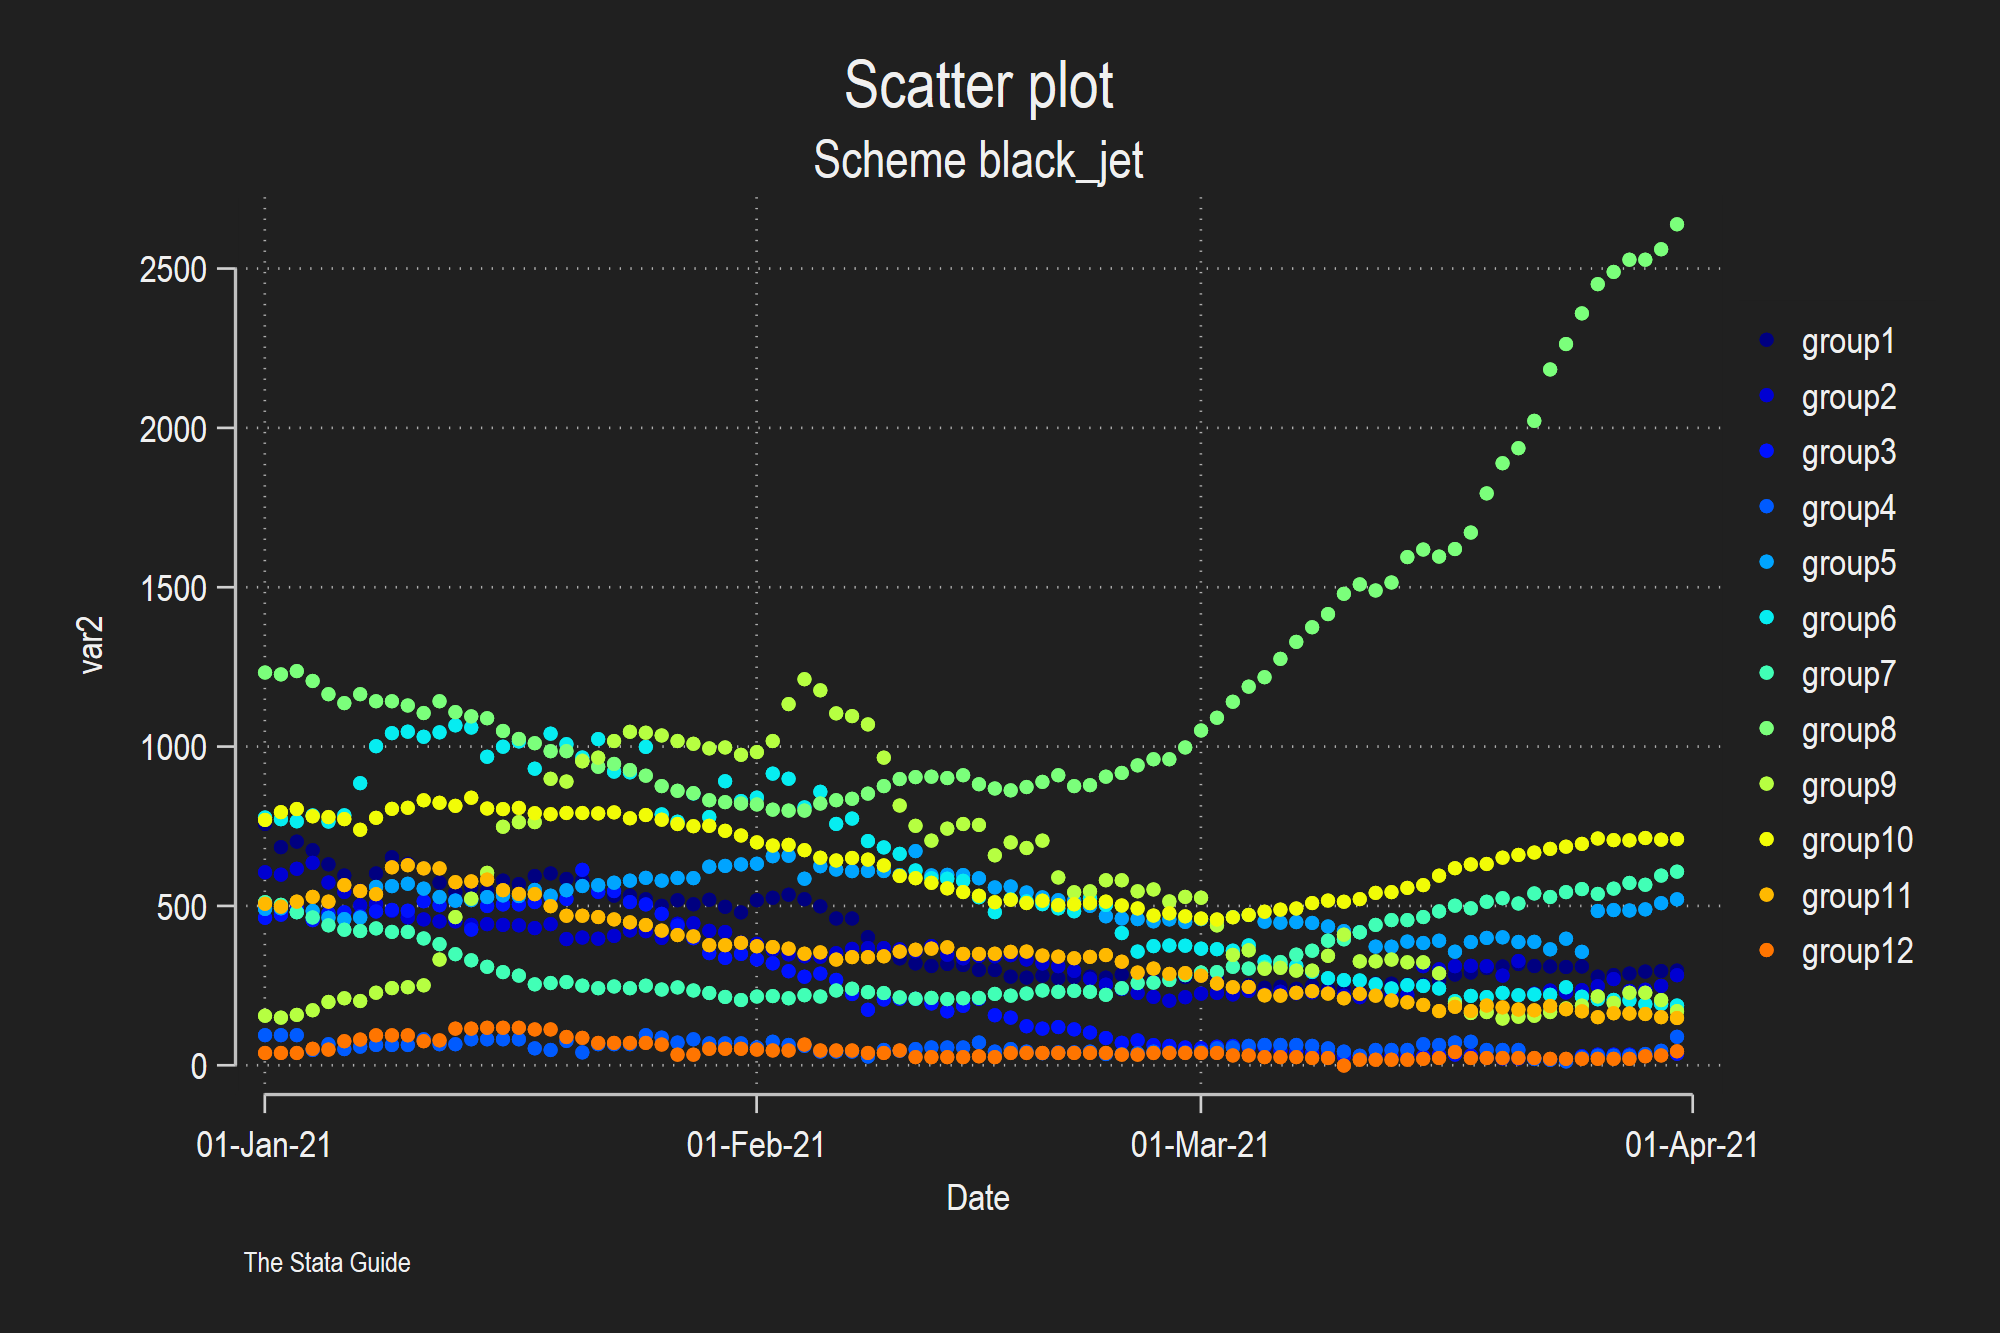 Scatter plot
Scheme black_jet
2500
2000
1500
1000
500
0
var2
01-Jan-21
01-Feb-21
01-Mar-21
01-Apr-21
Date
group1
group2
group3
group4
group5
group6
group7
group8
group9
group10
group11
group12
The Stata Guide